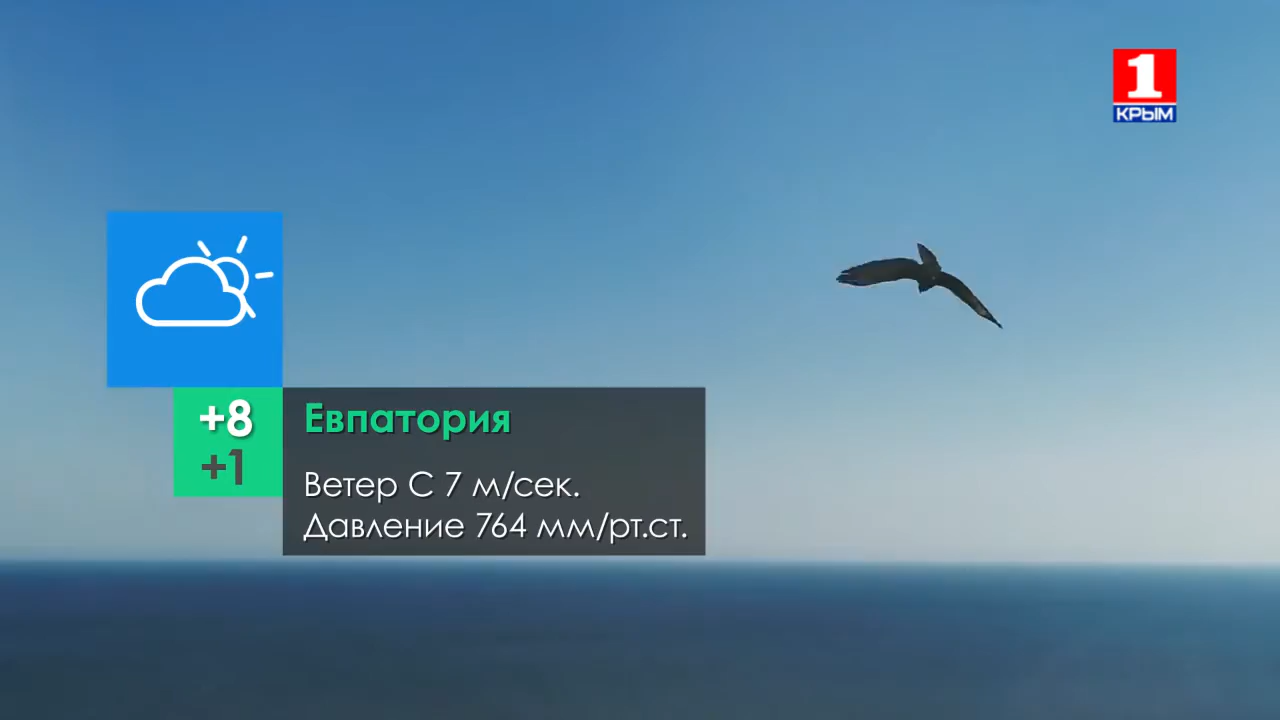 1
КРЫМ
+8
+1
Евпатория
Ветер С 7 м/сек.
Давление 764 мм/рт.ст.